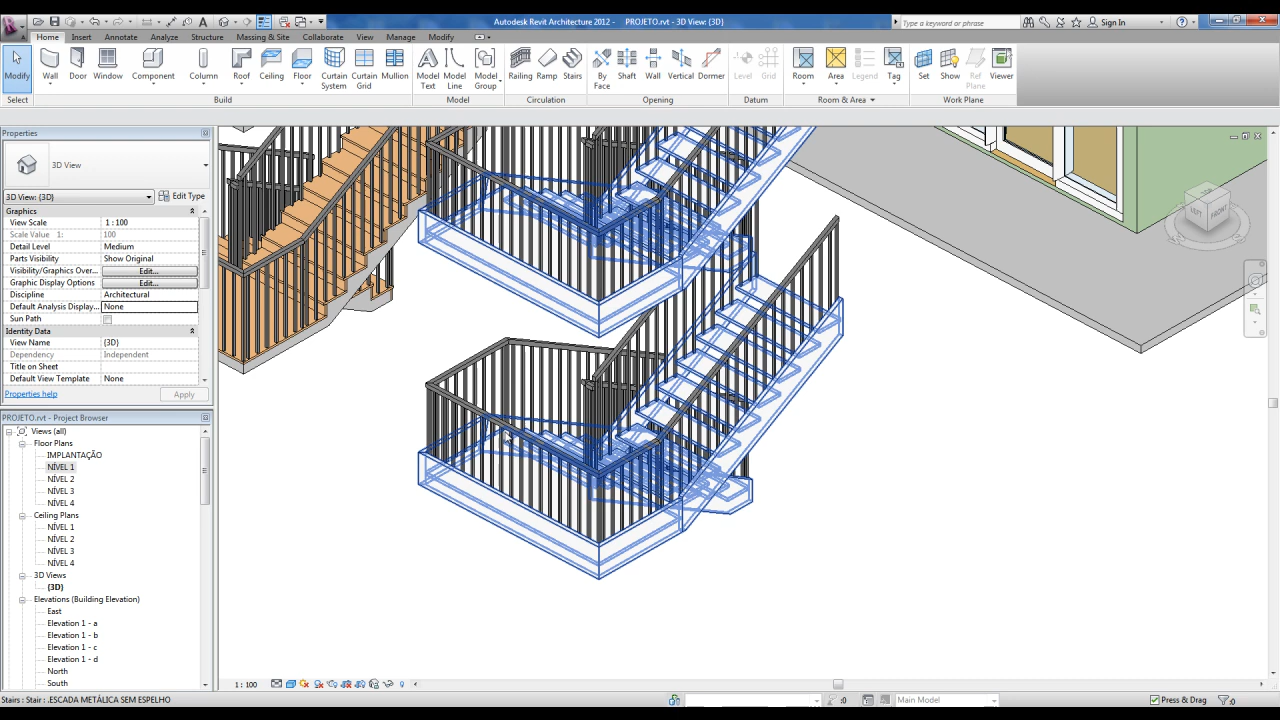 Autodesk Revit Architecture 2012 - PROJETO.rvt - 3D View: {3D}
Type a keyword or phrase
Sign In
Home Insert Annotate Analyze Structure Massing & Site Collaborate View Manage Modify
Modify Wall Door Window Component Column Roof Ceiling Floor Curtain System Curtain Grid Mullion Model Text Model Line Model Group Railing Ramp Stairs By Face Shaft Wall Vertical Dormer Level Grid Room Area Legend Tag Set Show Ref Plane Viewer
Select Build Model Circulation Opening Datum Room & Area Work Plane
Properties
3D View
3D View: {3D} Edit Type
Graphics
View Scale 1 : 100
Scale Value 1: 100
Detail Level Medium
Parts Visibility Show Original
Visibility/Graphics Over... Edit...
Graphic Display Options Edit...
Discipline Architectural
Default Analysis Display... None
Sun Path
Identity Data
View Name {3D}
Dependency Independent
Title on Sheet
Default View Template None
Properties help Apply
PROJETO.rvt - Project Browser
Views (all)
Floor Plans
IMPLANTAÇÃO
NÍVEL 1
NÍVEL 2
NÍVEL 3
NÍVEL 4
Ceiling Plans
NÍVEL 1
NÍVEL 2
NÍVEL 3
NÍVEL 4
3D Views
{3D}
Elevations (Building Elevation)
East
Elevation 1 - a
Elevation 1 - b
Elevation 1 - c
Elevation 1 - d
North
South
LEFT FRONT
1 : 100
Stairs : Stair : .ESCADA METÁLICA SEM ESPELHO
:0
Main Model
Press & Drag
:0